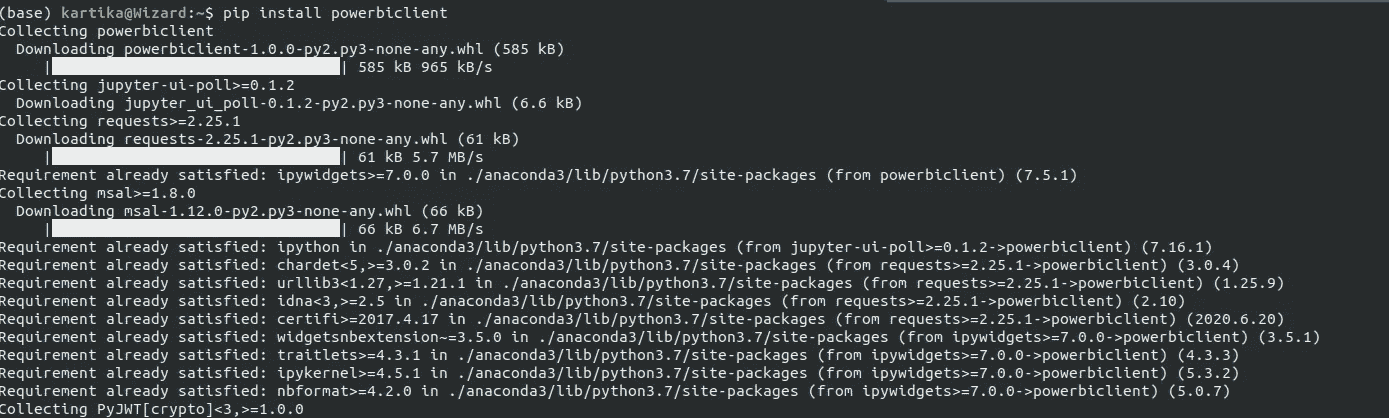 (base) kartika@Wizard:~$ pip install powerbiclient
Collecting powerbiclient
  Downloading powerbiclient-1.0.0-py2.py3-none-any.whl (585 kB)
     |████████████████████████████████| 585 kB 965 kB/s
Collecting jupyter-ui-poll>=0.1.2
  Downloading jupyter_ui_poll-0.1.2-py2.py3-none-any.whl (6.6 kB)
Collecting requests>=2.25.1
  Downloading requests-2.25.1-py2.py3-none-any.whl (61 kB)
     |████████████████████████████████| 61 kB 5.7 MB/s
Requirement already satisfied: ipywidgets>=7.0.0 in ./anaconda3/lib/python3.7/site-packages (from powerbiclient) (7.5.1)
Collecting msal>=1.8.0
  Downloading msal-1.12.0-py2.py3-none-any.whl (66 kB)
     |████████████████████████████████| 66 kB 6.7 MB/s
Requirement already satisfied: ipython in ./anaconda3/lib/python3.7/site-packages (from jupyter-ui-poll>=0.1.2->powerbiclient) (7.16.1)
Requirement already satisfied: chardet<5,>=3.0.2 in ./anaconda3/lib/python3.7/site-packages (from requests>=2.25.1->powerbiclient) (3.0.4)
Requirement already satisfied: urllib3<1.27,>=1.21.1 in ./anaconda3/lib/python3.7/site-packages (from requests>=2.25.1->powerbiclient) (1.25.9)
Requirement already satisfied: idna<3,>=2.5 in ./anaconda3/lib/python3.7/site-packages (from requests>=2.25.1->powerbiclient) (2.10)
Requirement already satisfied: certifi>=2017.4.17 in ./anaconda3/lib/python3.7/site-packages (from requests>=2.25.1->powerbiclient) (2020.6.20)
Requirement already satisfied: widgetsnbextension~=3.5.0 in ./anaconda3/lib/python3.7/site-packages (from ipywidgets>=7.0.0->powerbiclient) (3.5.1)
Requirement already satisfied: traitlets>=4.3.1 in ./anaconda3/lib/python3.7/site-packages (from ipywidgets>=7.0.0->powerbiclient) (4.3.3)
Requirement already satisfied: ipykernel>=4.5.1 in ./anaconda3/lib/python3.7/site-packages (from ipywidgets>=7.0.0->powerbiclient) (5.3.2)
Requirement already satisfied: nbformat>=4.2.0 in ./anaconda3/lib/python3.7/site-packages (from ipywidgets>=7.0.0->powerbiclient) (5.0.7)
Collecting PyJWT[crypto]<3,>=1.0.0